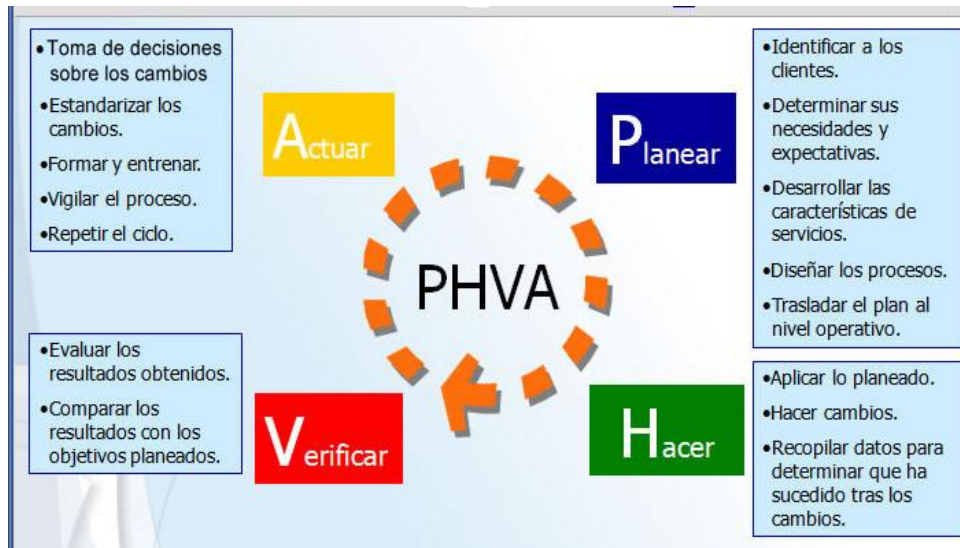 •Toma de decisiones
sobre los cambios
•Estandarizar los
cambios.
•Formar y entrenar.
•Vigilar el proceso.
•Repetir el ciclo.
Actuar
Planear
•Identificar a los
clientes.
•Determinar sus
necesidades y
expectativas.
•Desarrollar las
características de
servicios.
•Diseñar los procesos.
•Trasladar el plan al
nivel operativo.
PHVA
•Evaluar los
resultados obtenidos.
•Comparar los
resultados con los
objetivos planeados.
Verificar
Hacer
•Aplicar lo planeado.
•Hacer cambios.
•Recopilar datos para
determinar que ha
sucedido tras los
cambios.